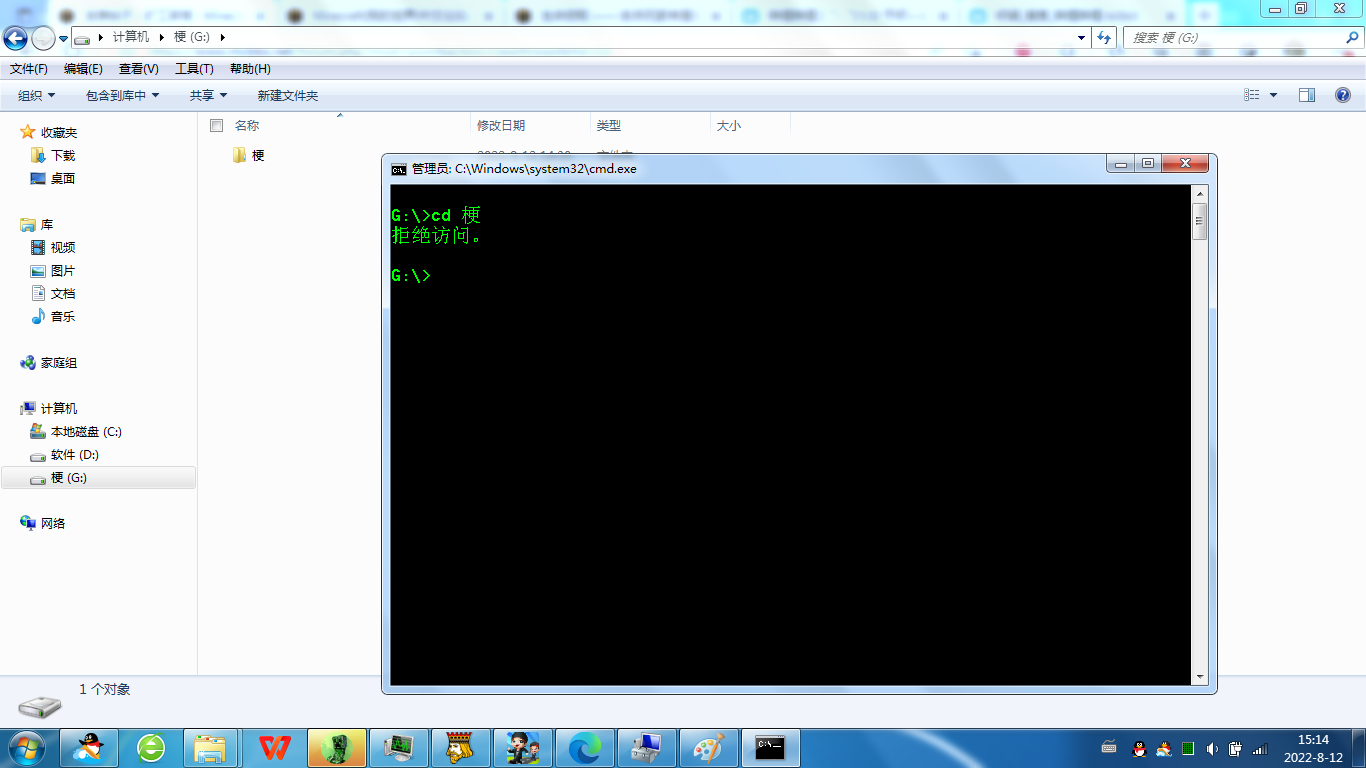 计算机 梗 (G:)
搜索 梗 (G:)
文件(F) 编辑(E) 查看(V) 工具(T) 帮助(H)
组织 包含到库中 共享 新建文件夹
收藏夹
下载
桌面
库
视频
图片
文档
音乐
家庭组
计算机
本地磁盘 (C:)
软件 (D:)
梗 (G:)
网络
名称 修改日期 类型 大小
梗
管理员: C:\Windows\system32\cmd.exe
G:\>cd 梗
拒绝访问。
G:\>
1 个对象
C:\_
15:14
2022-8-12